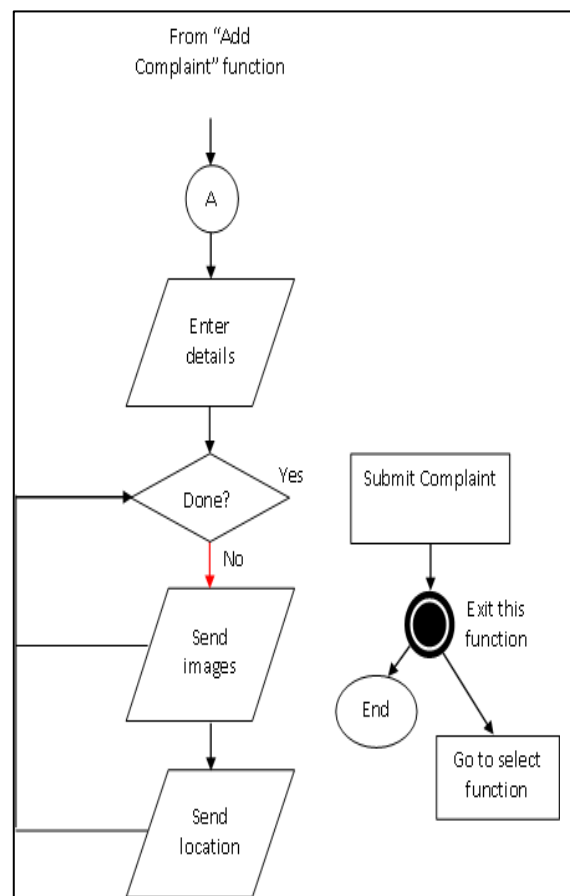 From “Add
Complaint” function
A
Enter
details
Done?
Yes
No
Send
images
Send
location
Submit Complaint
Exit this
function
End
Go to select
function